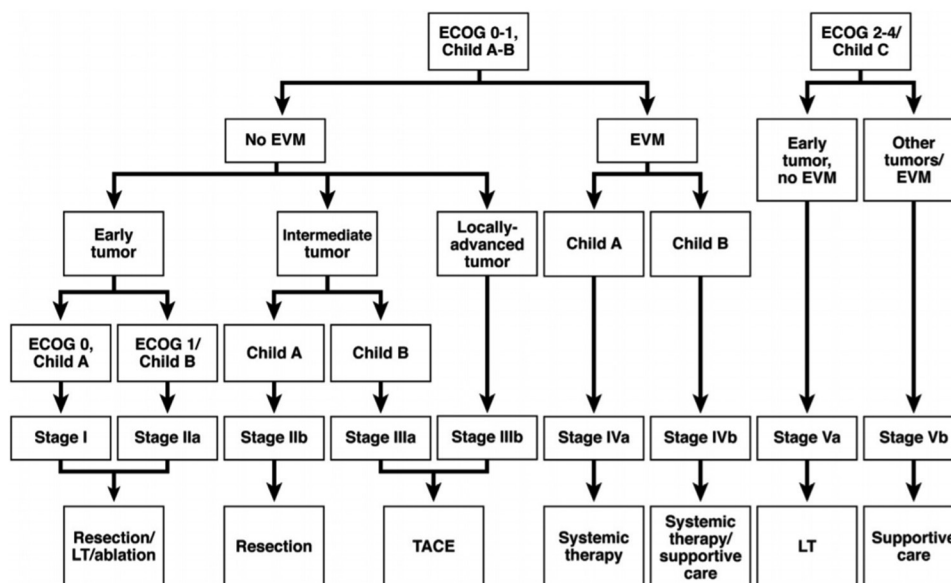 ECOG 0-1,
Child A-B
ECOG 2-4/
Child C
No EVM
EVM
Early
tumor,
no EVM
Other
tumors/
EVM
Early
tumor
Intermediate
tumor
Locally-
advanced
tumor
Child A
Child B
ECOG 0,
Child A
ECOG 1/
Child B
Child A
Child B
Stage I
Stage IIa
Stage IIb
Stage IIIa
Stage IIIb
Stage IVa
Stage IVb
Stage Va
Stage Vb
Resection/
LT/ablation
Resection
TACE
Systemic
therapy
Systemic
therapy/
supportive
care
LT
Supportive
care